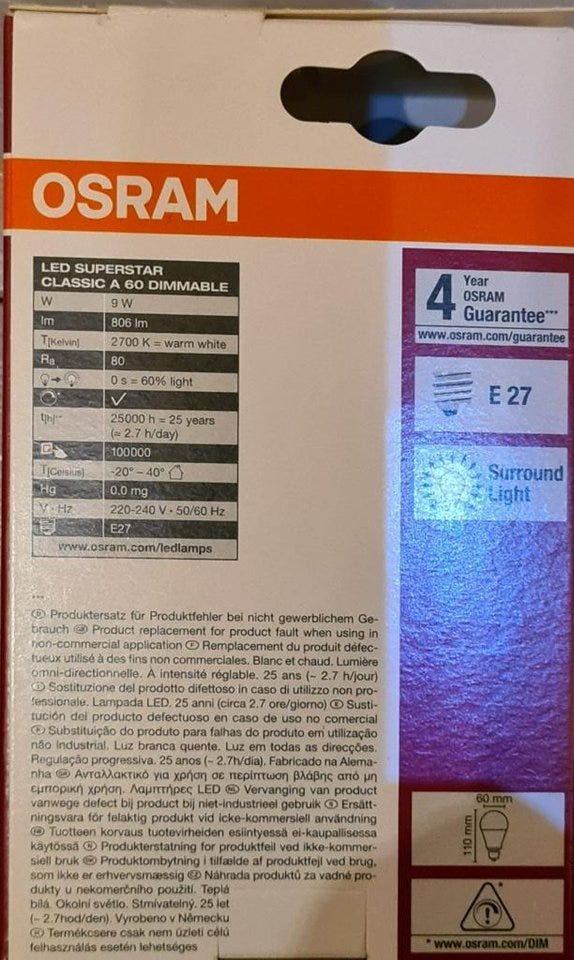 OSRAM
LED SUPERSTAR
CLASSIC A 60 DIMMABLE
W 9 W
lm 806 lm
T[Kelvin] 2700 K = warm white
Ra 80
0 s = 60% light
✓
t[h]** 25000 h = 25 years
(≃ 2.7 h/day)
100000
T[Celsius] -20° – 40°
Hg 0.0 mg
V · Hz 220-240 V · 50/60 Hz
E27
www.osram.com/ledlamps
4 Year
OSRAM
Guarantee***
www.osram.com/guarantee
E 27
Surround
Light
***
Ⓓ Produktersatz für Produktfehler bei nicht gewerblichem Ge-
brauch GB Product replacement for product fault when using in
non-commercial application Ⓕ Remplacement du produit défec-
tueux utilisé à des fins non commerciales. Blanc et chaud. Lumière
omni-directionnelle. À intensité réglable. 25 ans (~ 2.7 h/jour)
Ⓘ Sostituzione del prodotto difettoso in caso di utilizzo non pro-
fessionale. Lampada LED. 25 anni (circa 2.7 ore/giorno) Ⓔ Susti-
tución del producto defectuoso en caso de uso no comercial
Ⓟ Substituição do produto para falhas do produto em utilização
não industrial. Luz branca quente. Luz em todas as direcções.
Regulação progressiva. 25 anos (~ 2.7h/dia). Fabricado na Alema-
nha GR Ανταλλακτικό για χρήση σε περίπτωση βλάβης από μη
εμπορική χρήση. Λαμπτήρες LED NL Vervanging van product
vanwege defect bij product bij niet-industrieel gebruik Ⓢ Ersätt-
ningsvara för felaktig produkt vid icke-kommersiell användning
Tuotteen korvaus tuotevirheiden esiintyessä ei-kaupallisessa
käytössä Ⓝ Produkterstatning for produktfeil ved ikke-kommer-
siell bruk DK Produktombytning i tilfælde af produktfejl ved brug,
som ikke er erhvervsmæssig CZ Náhrada produktů za vadné pro-
dukty u nekomerčního použití. Teplá
bílá. Okolní světlo. Stmívatelný. 25 let
(~ 2.7hod/den). Vyrobeno v Německu
Ⓗ Termékcsere csak nem üzleti célú
felhasználás esetén lehetséges
60 mm
110 mm
* www.osram.com/DIM